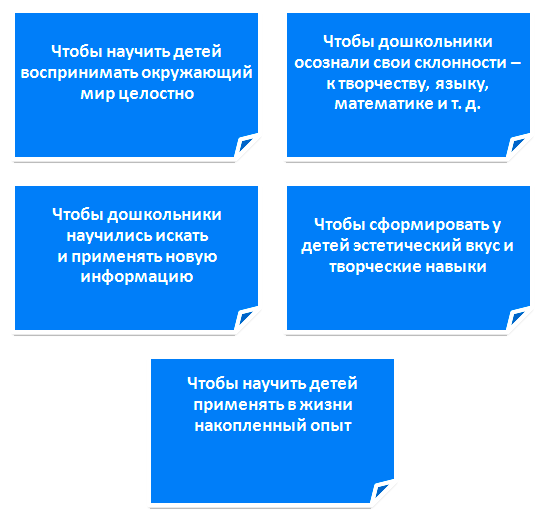 Чтобы научить детей
воспринимать окружающий
мир целостно
Чтобы дошкольники
осознали свои склонности –
к творчеству, языку,
математике и т. д.
Чтобы дошкольники
научились искать
и применять новую
информацию
Чтобы сформировать у
детей эстетический вкус и
творческие навыки
Чтобы научить детей
применять в жизни
накопленный опыт